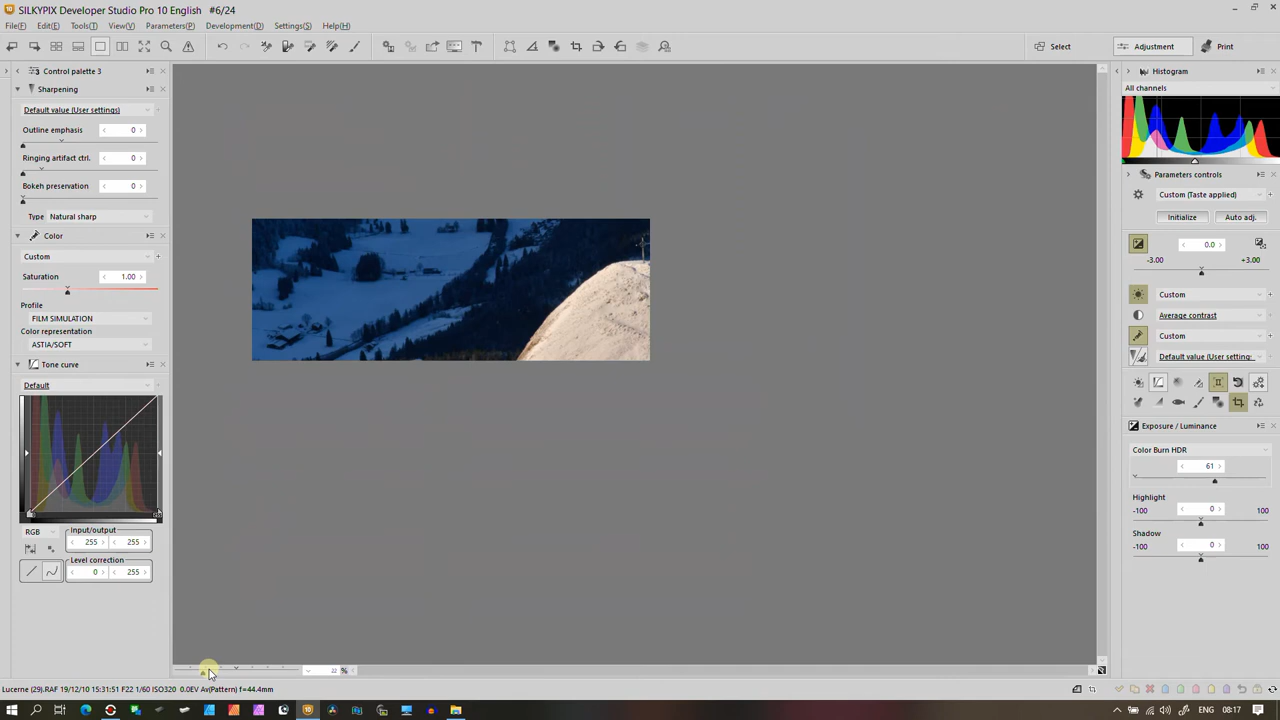 SILKYPIX Developer Studio Pro 10 English   #6/24
File(F) Edit(E) Tools(T) View(V) Parameters(P) Development(D) Settings(S) Help(H)
Select Adjustment Print
Control palette 3
Sharpening
Default value (User settings)
Outline emphasis 0
Ringing artifact ctrl. 0
Bokeh preservation 0
Type Natural sharp
Color
Custom
Saturation 1.00
Profile
FILM SIMULATION
Color representation
ASTIA/SOFT
Tone curve
Default
RGB Input/output
255 255
Level correction
0 255
Histogram
All channels
Parameters controls
Custom (Taste applied)
Initialize Auto adj.
0.0
-3.00 +3.00
Custom
Average contrast
Custom
Default value (User setting:
Exposure / Luminance
Color Burn HDR
61
Highlight
-100 0 100
Shadow
-100 0 100
22 %
Lucerne (29).RAF 19/12/10 15:31:51 F22 1/60 ISO320 0.0EV Av(Pattern) f=44.4mm
10 ENG 08:17